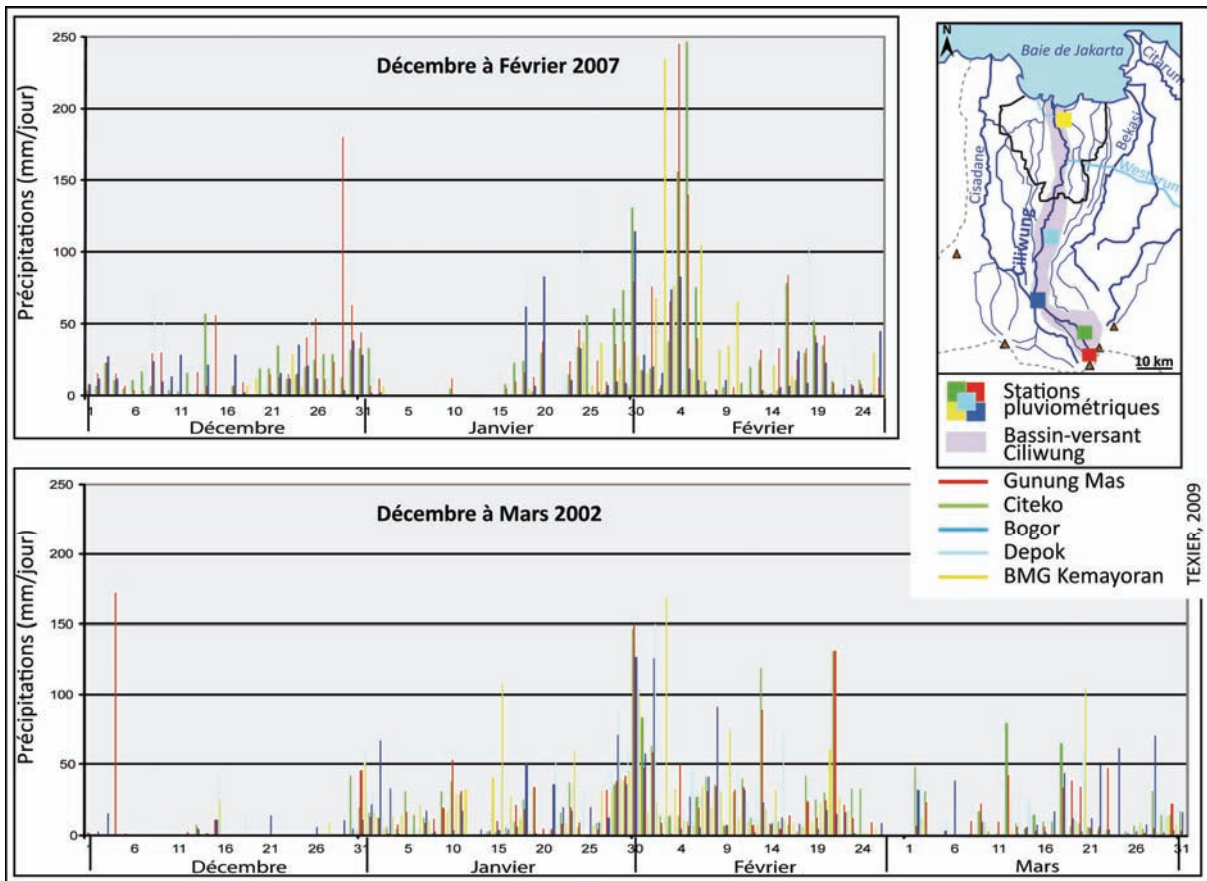 Décembre à Février 2007
Précipitations (mm/jour)
250
200
150
100
50
0
1 6 11 16 21 26 31 5 10 15 20 25 30 4 9 14 19 24
Décembre Janvier Février
N
Baie de Jakarta
Citarum
Bekasi
Cisadane
Westarum
Ciliwung
10 km
Stations
pluviométriques
Bassin-versant
Ciliwung
Gunung Mas
Citeko
Bogor
Depok
BMG Kemayoran
TEXIER, 2009
Décembre à Mars 2002
Précipitations (mm/jour)
250
200
150
100
50
0
1 6 11 16 21 26 31 5 10 15 20 25 30 4 9 14 19 24 1 6 11 16 21 26 31
Décembre Janvier Février Mars